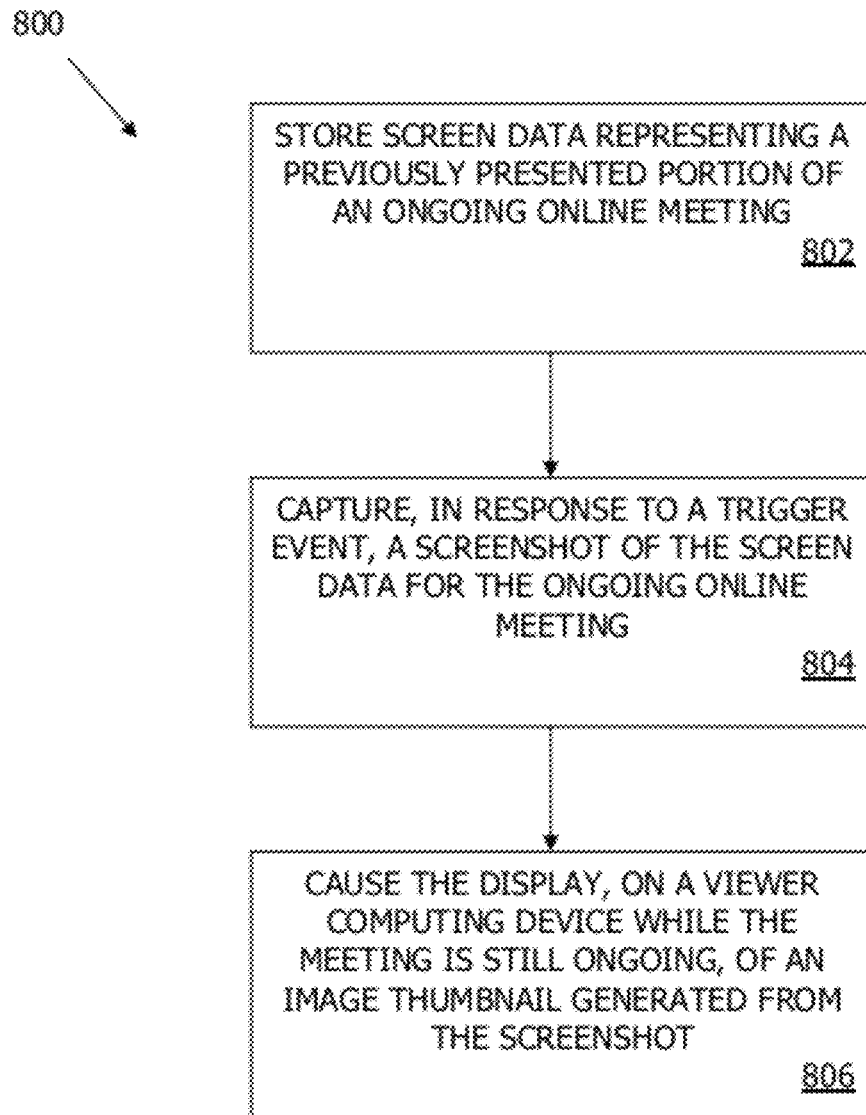 800
STORE SCREEN DATA REPRESENTING A
PREVIOUSLY PRESENTED PORTION OF
AN ONGOING ONLINE MEETING
802
CAPTURE, IN RESPONSE TO A TRIGGER
EVENT, A SCREENSHOT OF THE SCREEN
DATA FOR THE ONGOING ONLINE
MEETING
804
CAUSE THE DISPLAY, ON A VIEWER
COMPUTING DEVICE WHILE THE
MEETING IS STILL ONGOING, OF AN
IMAGE THUMBNAIL GENERATED FROM
THE SCREENSHOT
806